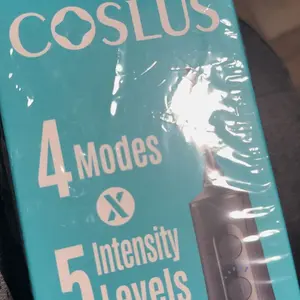 COSLUS
4 Modes
X
5 Intensity
Levels